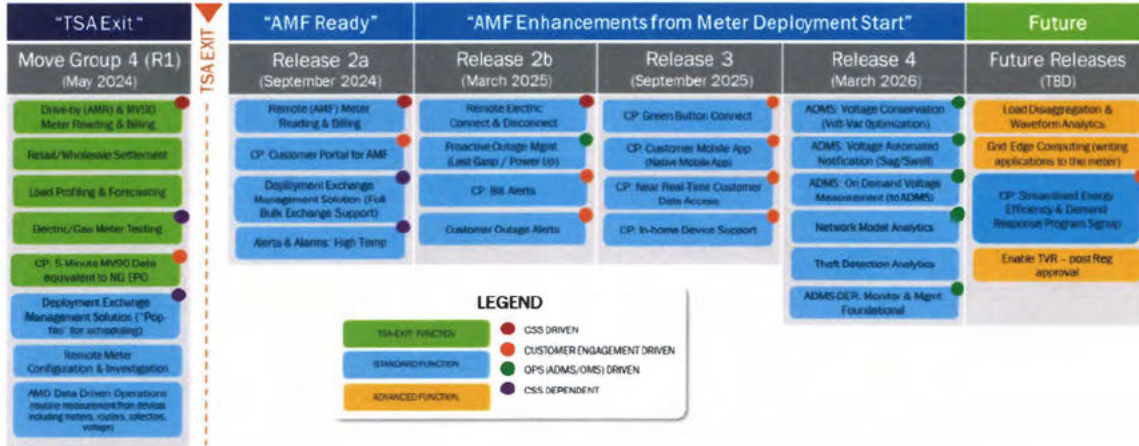 "TSA Exit"
Move Group 4 (R1)
(May 2024)
Drive-by (AMR) & MV90
Meter Reading & Billing
Retail/Wholesale Settlement
Load Profiling & Forecasting
Electric/Gas Meter Testing
CP: 5-Minute MV90 Data
equivalent to NG EPO
Deployment Exchange
Management Solution ("Pop-
file" for scheduling)
Remote Meter
Configuration & Investigation
AMO Data Driven Operations
(routine measurement from devices
including meters, routers, collectors,
voltage)
TSA EXIT
"AMF Ready"
Release 2a
(September 2024)
Remote (AMF) Meter
Reading & Billing
CP: Customer Portal for AMF
Deployment Exchange
Management Solution (Full
Bulk Exchange Support)
Alerts & Alarms: High Temp
"AMF Enhancements from Meter Deployment Start"
Release 2b
(March 2025)
Remote Electric
Connect & Disconnect
Proactive Outage Mgmt
(Last Gasp / Power Up)
CP: Bill Alerts
Customer Outage Alerts
Release 3
(September 2025)
CP: Green Button Connect
CP: Customer Mobile App
(Native Mobile App)
CP: Near Real-Time Customer
Data Access
CP: In-home Device Support
Release 4
(March 2026)
ADMS: Voltage Conservation
(Volt-Var Optimization)
ADMS: Voltage Automated
Notification (Sag/Swell)
ADMS: On Demand Voltage
Measurement (to ADMS)
Network Model Analytics
Theft Detection Analytics
ADMS-DER: Monitor & Mgmt
Foundational
Future
Future Releases
(TBD)
Load Disaggregation &
Waveform Analytics
Grid Edge Computing (writing
applications to the meter)
CP: Streamlined Energy
Efficiency & Demand
Response Program Signup
Enable TVR – post Reg
approval
LEGEND
TSA-EXIT FUNCTION
STANDARD FUNCTION
ADVANCED FUNCTION
CSS DRIVEN
CUSTOMER ENGAGEMENT DRIVEN
OPS (ADMS/OMS) DRIVEN
CSS DEPENDENT